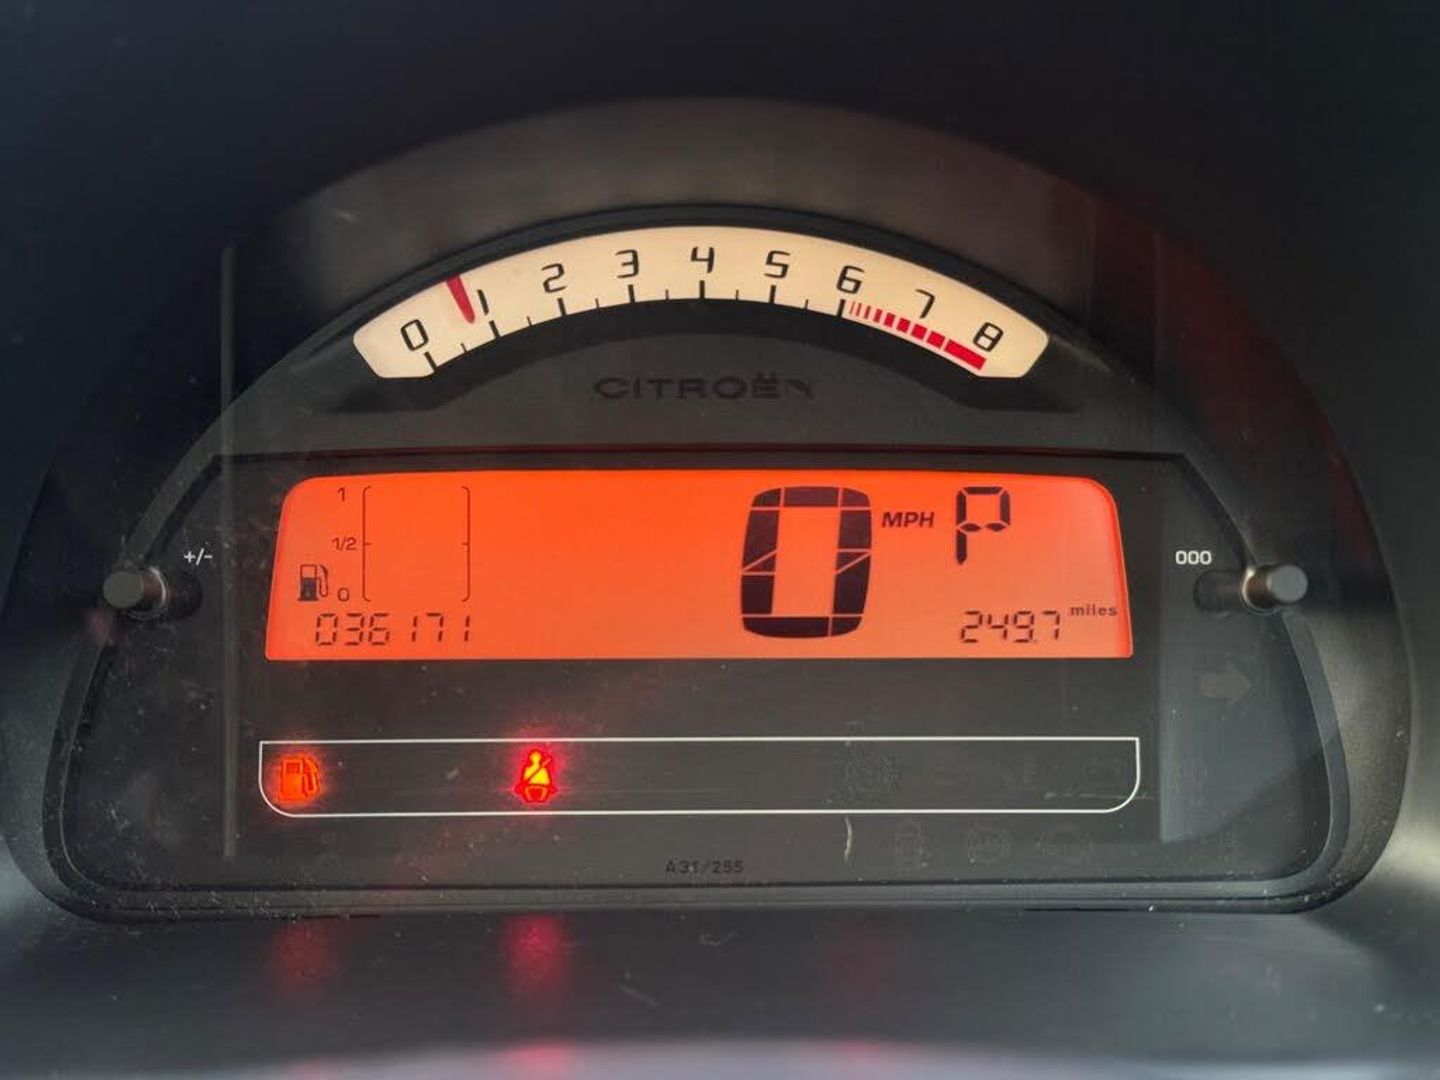 0 1 2 3 4 5 6 7 8
CITROËN
1
1/2
0
0 MPH P
036171
249.7 miles
+/-
000
A31/255